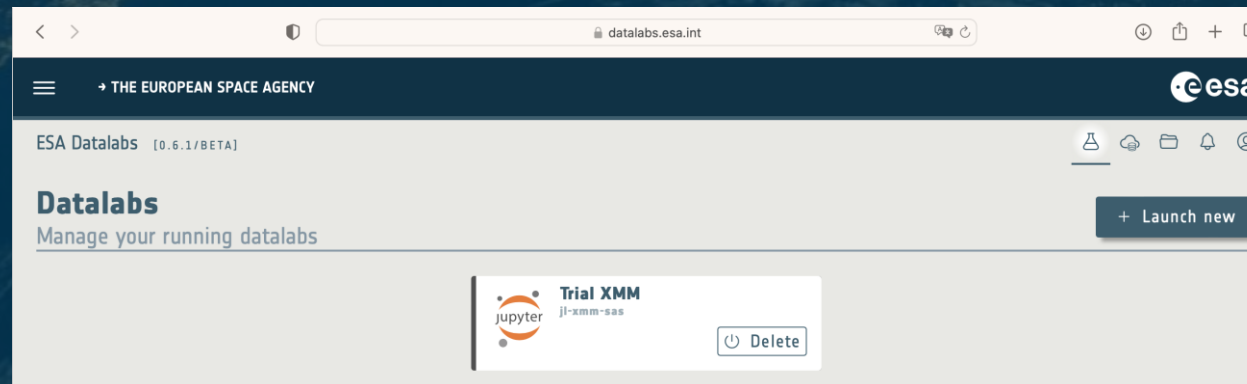 datalabs.esa.int
→ THE EUROPEAN SPACE AGENCY
esa
ESA Datalabs [0.6.1/BETA]
Datalabs
Manage your running datalabs
+ Launch new
Trial XMM
jupyter
jl-xmm-sas
Delete